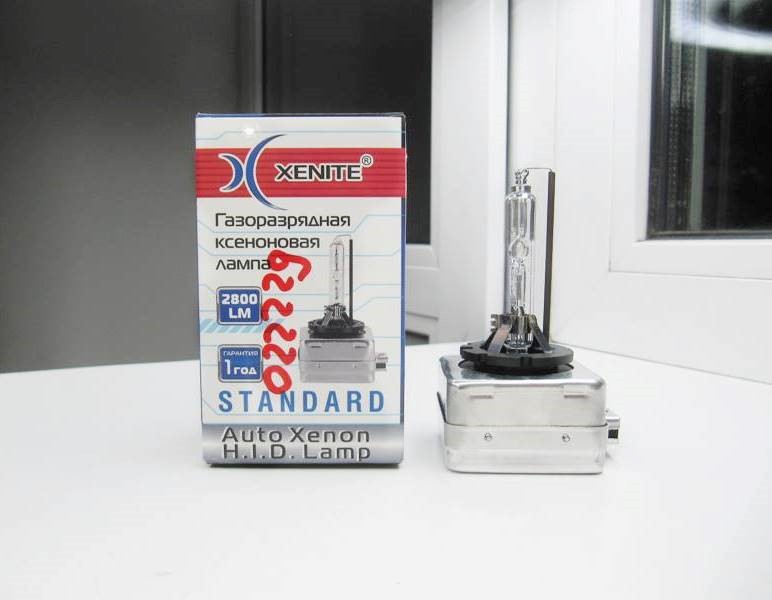 XENITE®
Газоразрядная
ксеноновая
лампа
2800
LM
ГАРАНТИЯ
1 ГОД
022229
STANDARD
Auto Xenon
H.I.D. Lamp